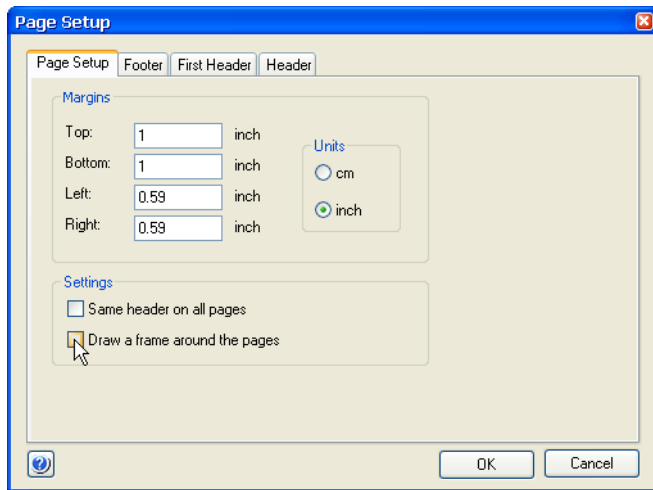 Page Setup
Page Setup Footer First Header Header
Margins
Top: 1 inch
Bottom: 1 inch
Left: 0.59 inch
Right: 0.59 inch
Units
cm
inch
Settings
Same header on all pages
Draw a frame around the pages
OK Cancel